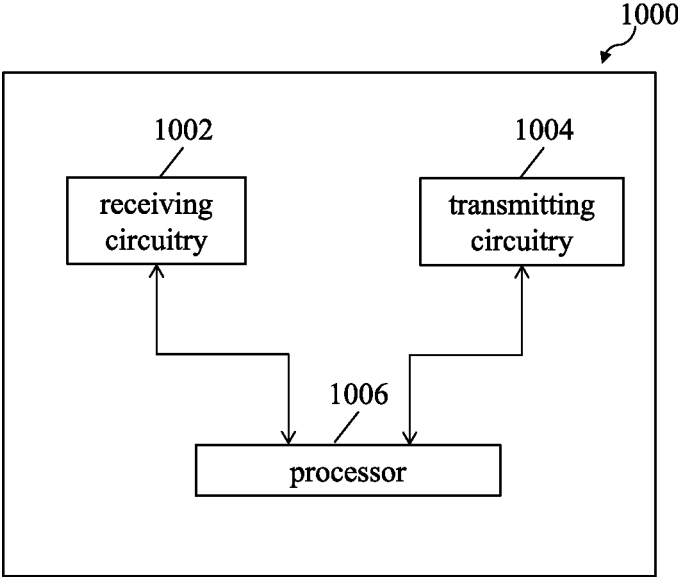 1000
1002
1004
receiving
circuitry
transmitting
circuitry
1006
processor